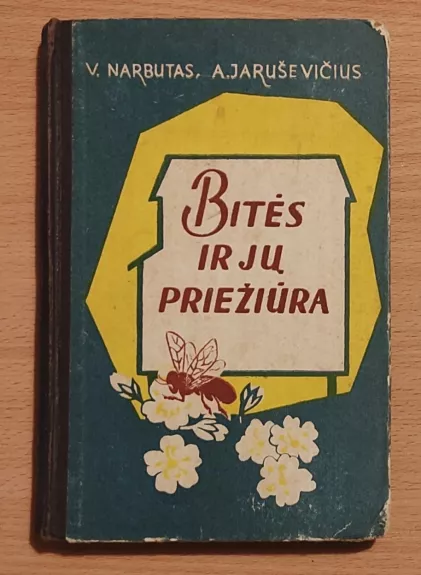 V. NARBUTAS, A. JARUŠEVIČIUS
BITĖS
IR JŲ
PRIEŽIŪRA